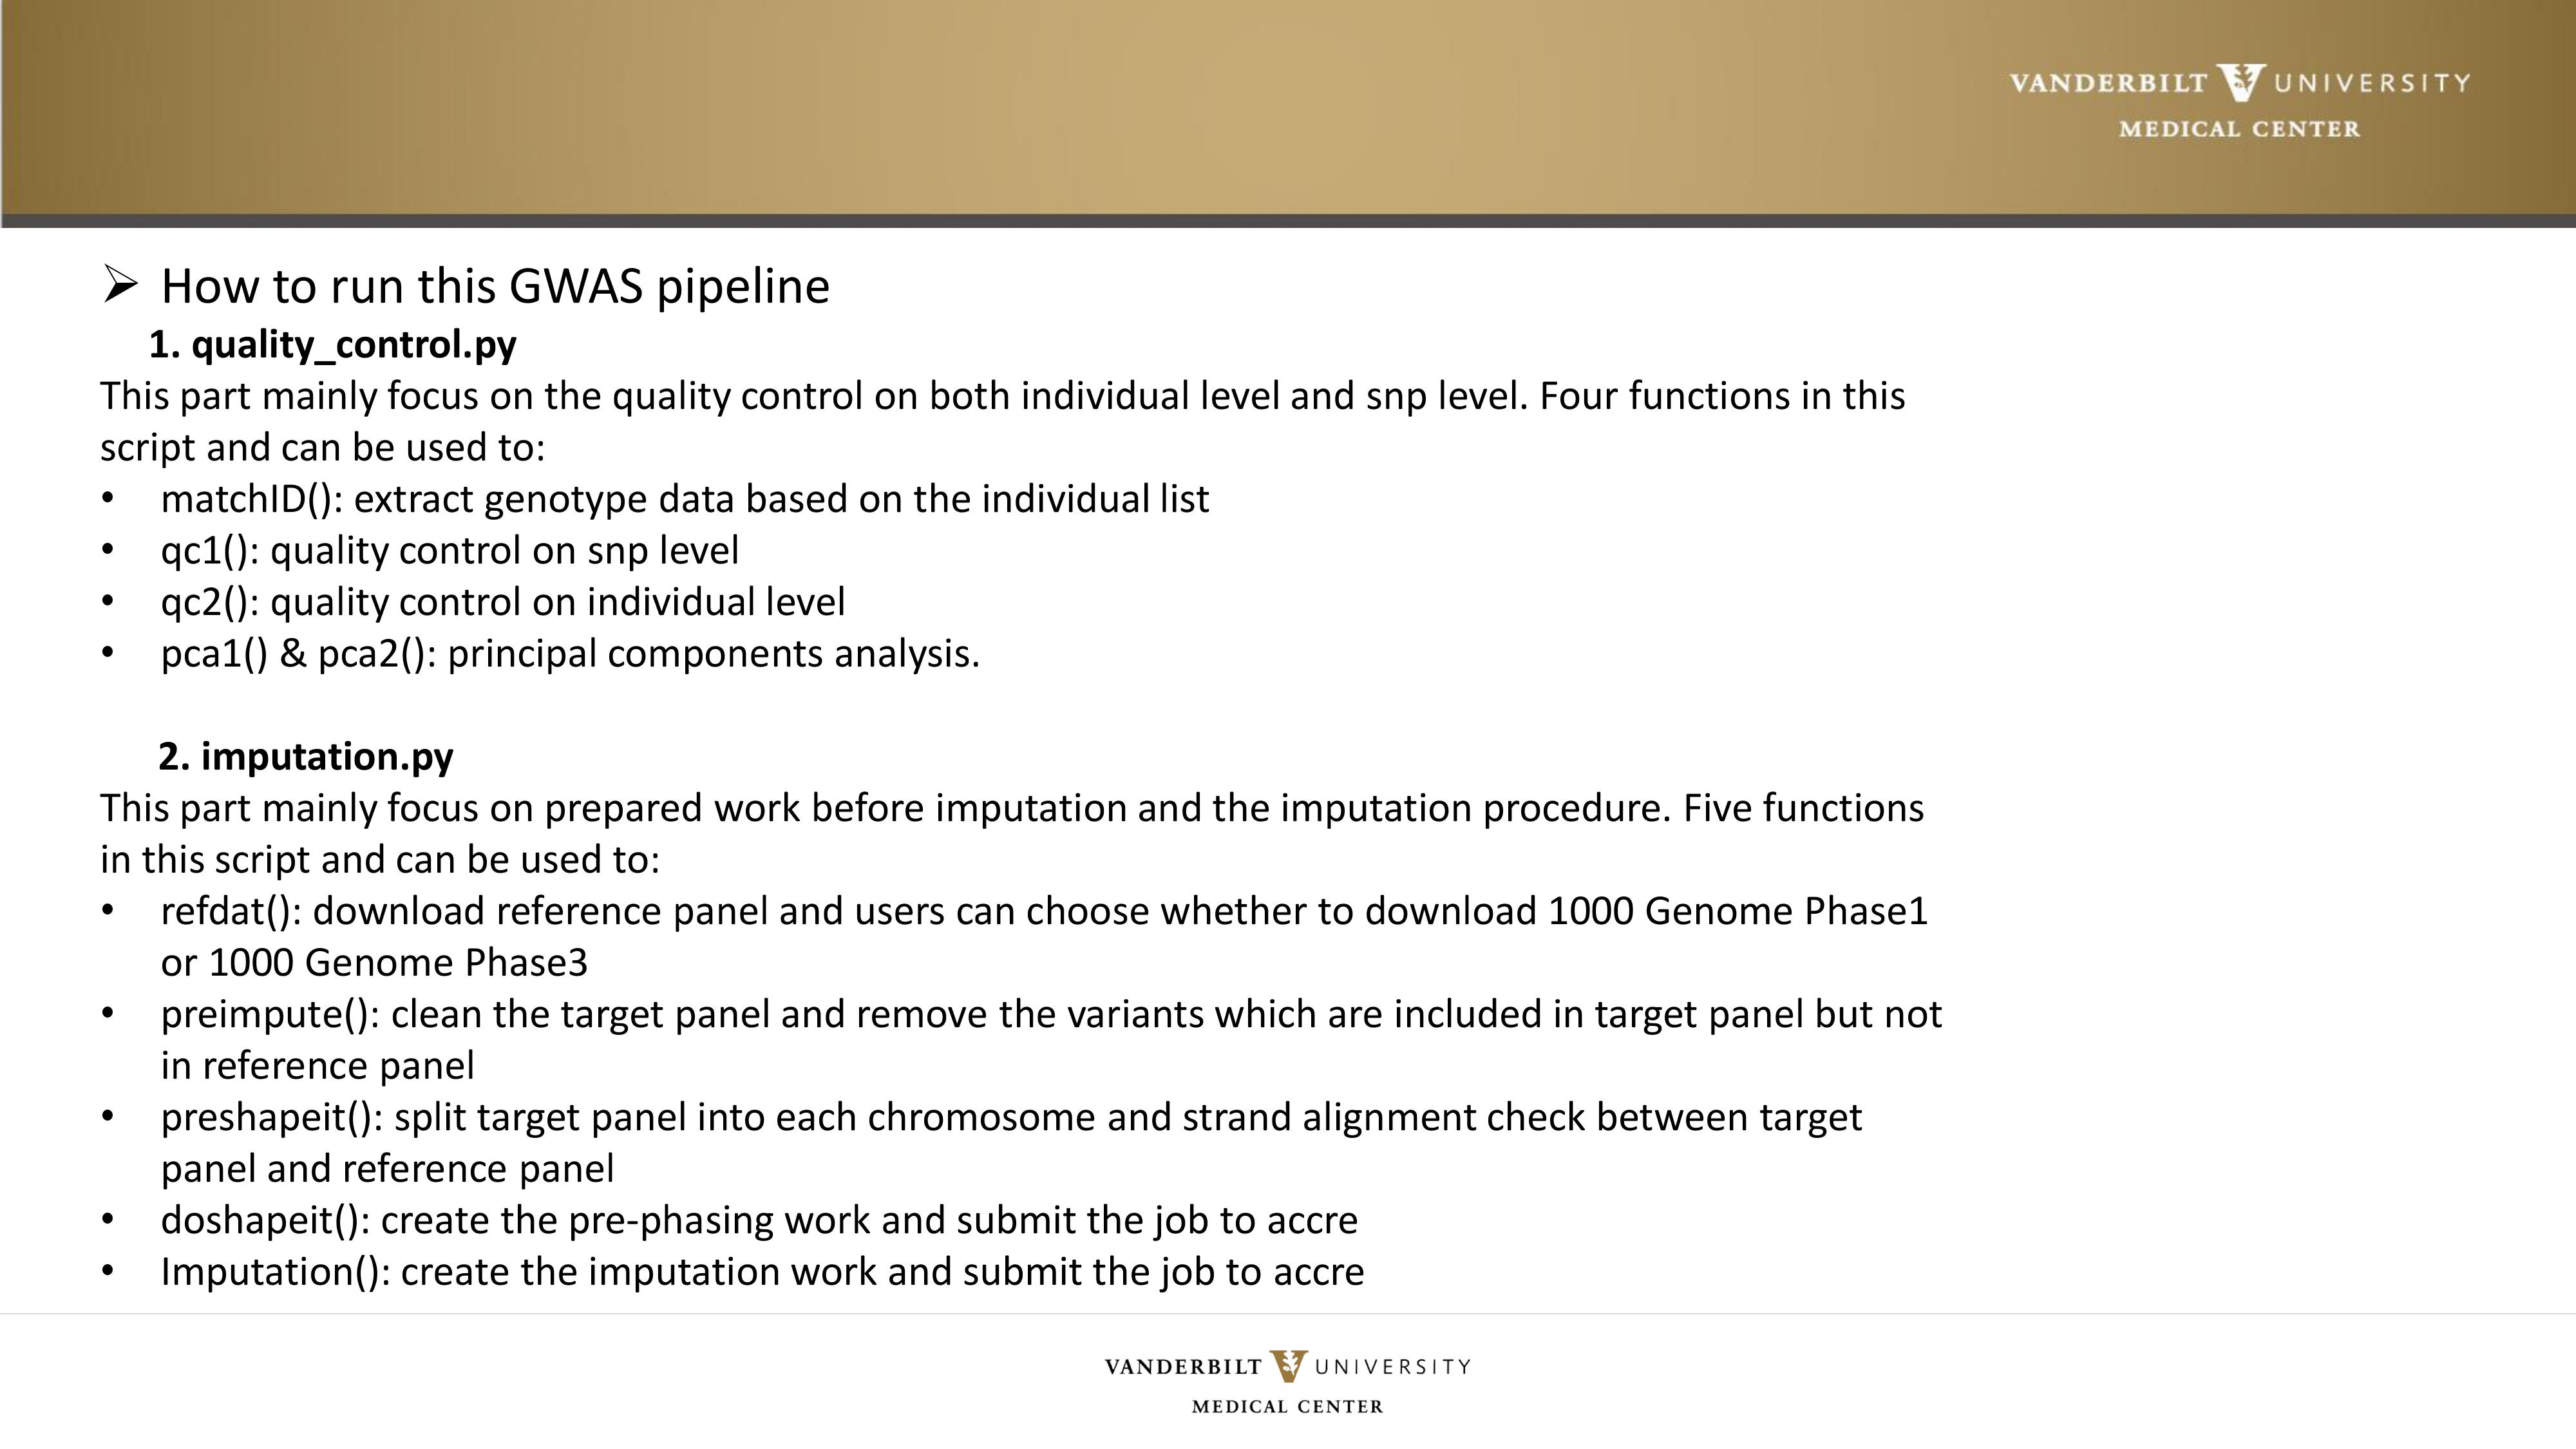 VANDERBILT UNIVERSITY
MEDICAL CENTER
➢ How to run this GWAS pipeline
1. quality_control.py
This part mainly focus on the quality control on both individual level and snp level. Four functions in this
script and can be used to:
• matchID(): extract genotype data based on the individual list
• qc1(): quality control on snp level
• qc2(): quality control on individual level
• pca1() & pca2(): principal components analysis.
2. imputation.py
This part mainly focus on prepared work before imputation and the imputation procedure. Five functions
in this script and can be used to:
• refdat(): download reference panel and users can choose whether to download 1000 Genome Phase1
or 1000 Genome Phase3
• preimpute(): clean the target panel and remove the variants which are included in target panel but not
in reference panel
• preshapeit(): split target panel into each chromosome and strand alignment check between target
panel and reference panel
• doshapeit(): create the pre-phasing work and submit the job to accre
• Imputation(): create the imputation work and submit the job to accre
VANDERBILT UNIVERSITY
MEDICAL CENTER